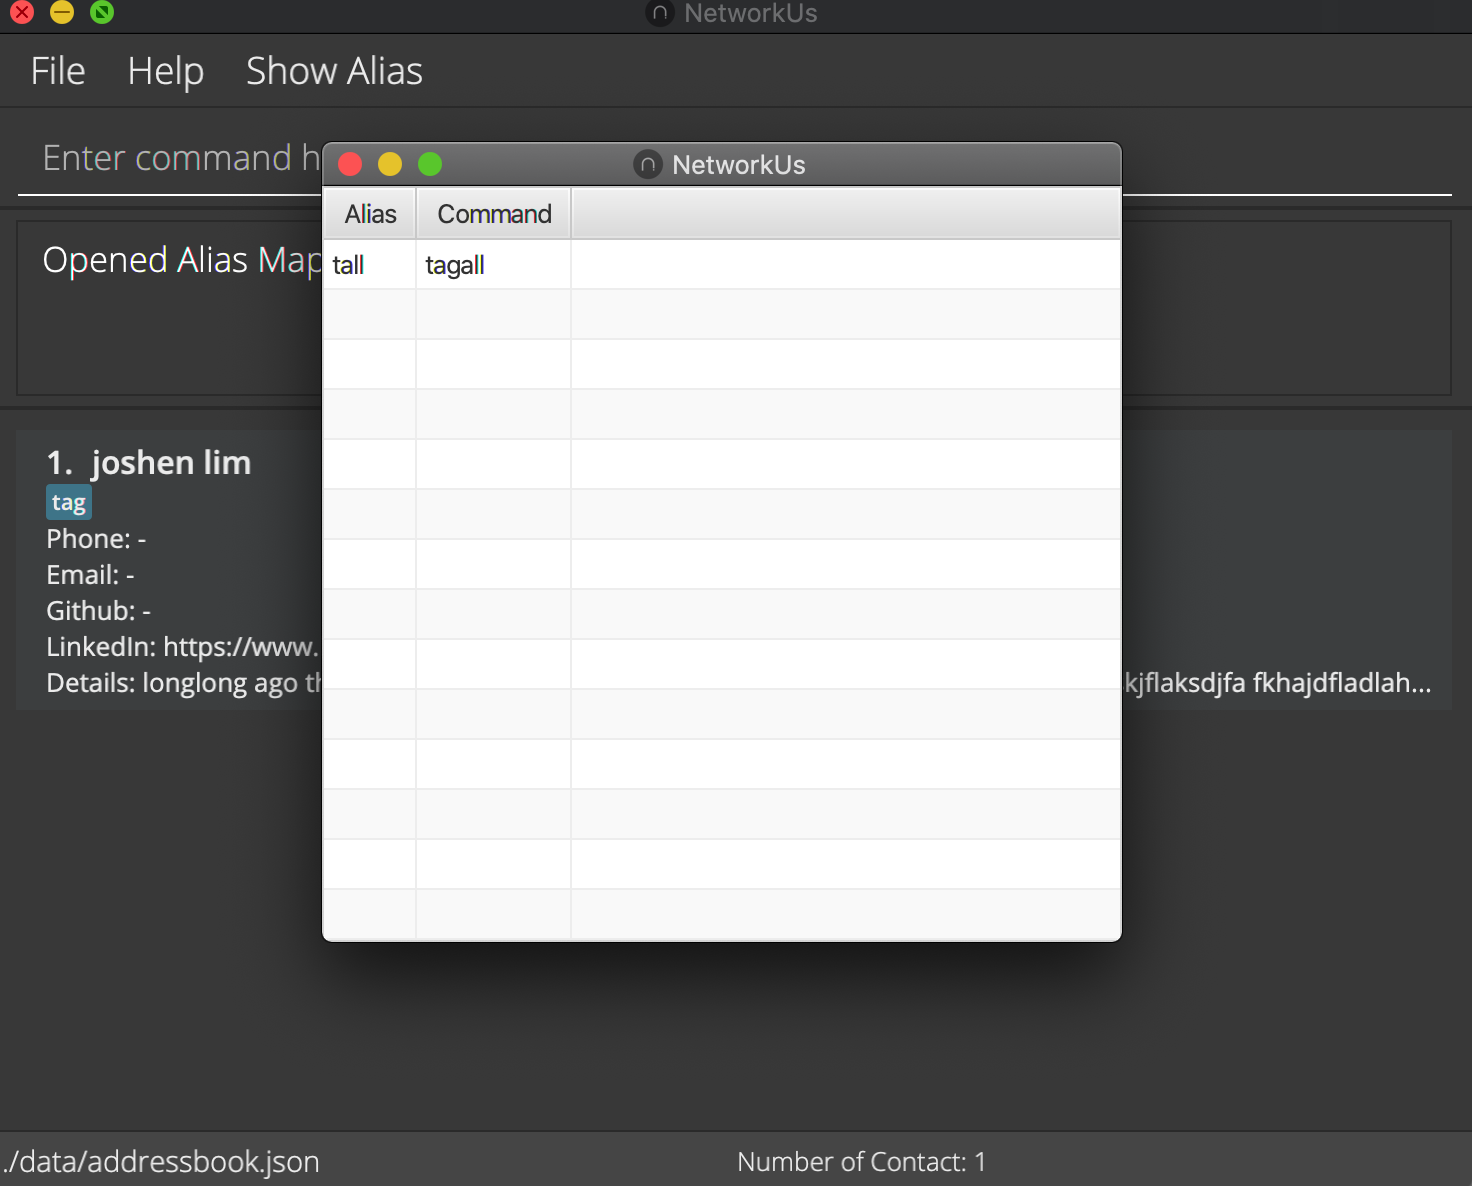 NetworkUs
File Help Show Alias
Enter command h
NetworkUs
Alias Command
Opened Alias Map
tall tagall
1. joshen lim
tag
Phone: -
Email: -
Github: -
LinkedIn: https://www.
Details: longlong ago th kjflaksdjfa fkhajdfladlah...
./data/addressbook.json Number of Contact: 1